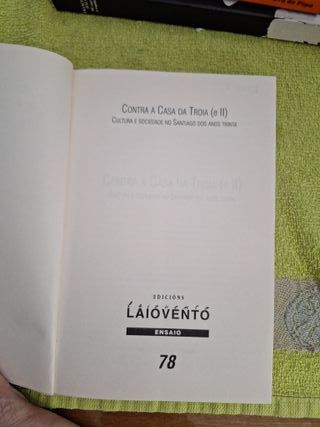 CONTRA A CASA DA TROIA (e II)
CULTURA E SOCIEDADE NO SANTIAGO DOS ANOS TRINTA
EDICIÓNS
LAIOVENTO
ENSAIO
78